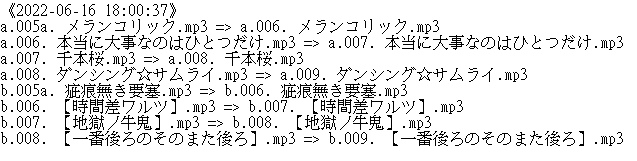 《2022-06-16 18:00:37》
a.005a. メランコリック.mp3 => a.006. メランコリック.mp3
a.006. 本当に大事なのはひとつだけ.mp3 => a.007. 本当に大事なのはひとつだけ.mp3
a.007. 千本桜.mp3 => a.008. 千本桜.mp3
a.008. ダンシング☆サムライ.mp3 => a.009. ダンシング☆サムライ.mp3
b.005a. 疵痕無き要塞.mp3 => b.006. 疵痕無き要塞.mp3
b.006. 【時間差ワルツ】.mp3 => b.007. 【時間差ワルツ】.mp3
b.007. 【地獄ノ牛鬼】.mp3 => b.008. 【地獄ノ牛鬼】.mp3
b.008. 【一番後ろのそのまた後ろ】.mp3 => b.009. 【一番後ろのそのまた後ろ】.mp3